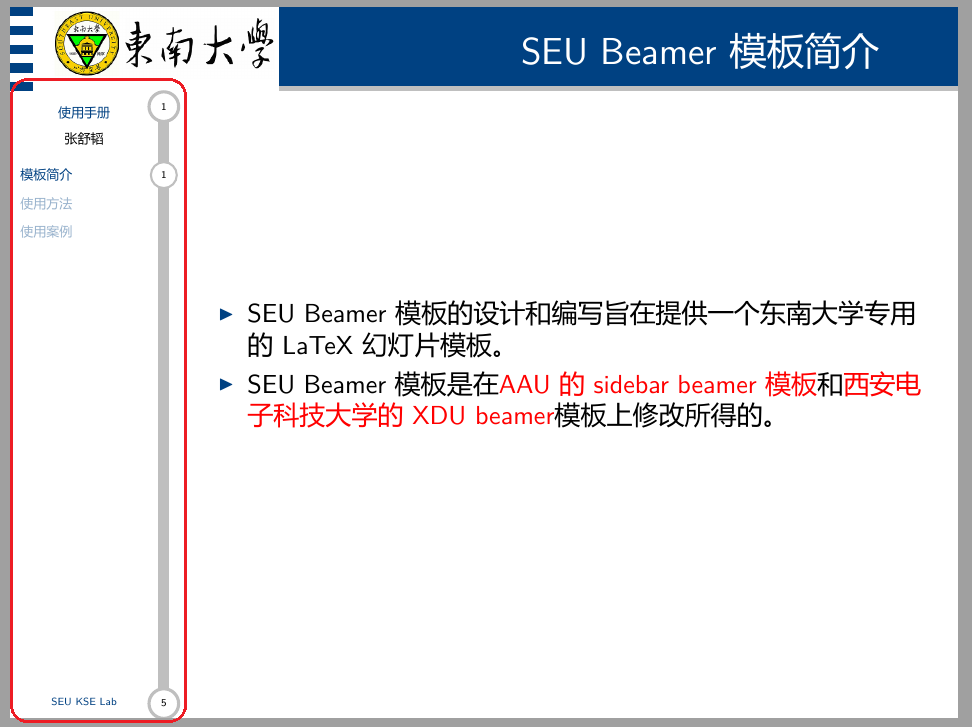 東南大學
SEU Beamer 模板简介
使用手册
张舒韬
1
模板简介
1
使用方法
使用案例
SEU Beamer 模板的设计和编写旨在提供一个东南大学专用
的 LaTeX 幻灯片模板。
SEU Beamer 模板是在AAU 的 sidebar beamer 模板和西安电
子科技大学的 XDU beamer模板上修改所得的。
SEU KSE Lab
5